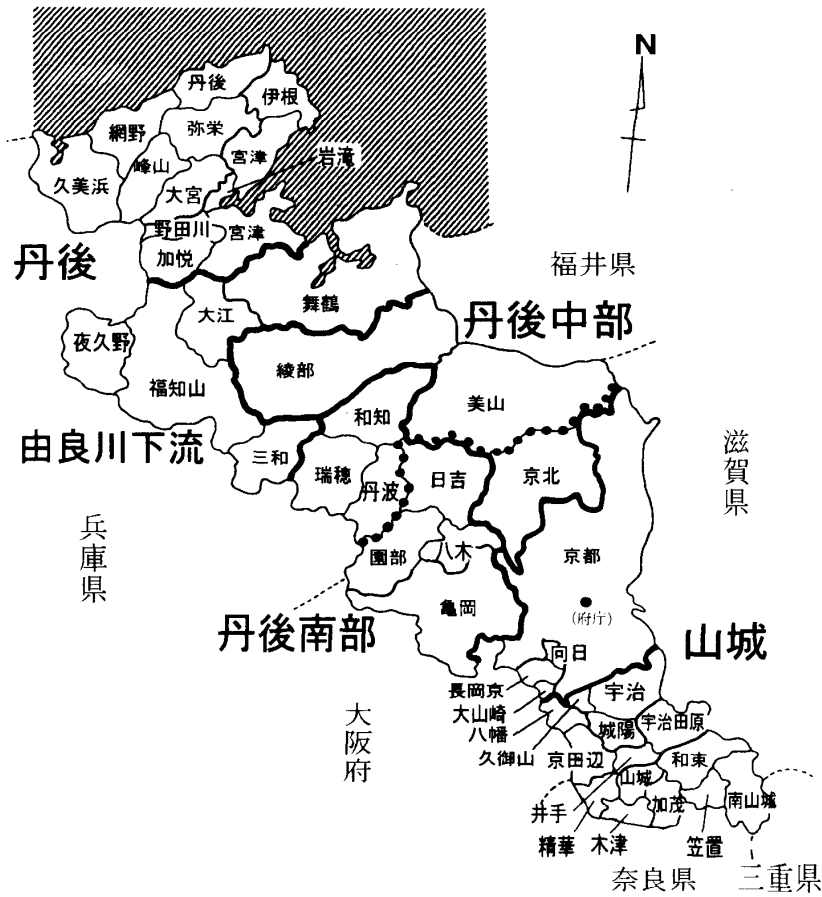 N
丹後
伊根
網野
弥栄
宮津
岩滝
峰山
久美浜
大宮
野田川
宮津
加悦
丹後
福井県
舞鶴
大江
丹後中部
夜久野
綾部
福知山
美山
和知
由良川下流
三和
瑞穂
丹波
日吉
京北
滋賀県
兵庫県
園部
八木
京都
亀岡
(府庁)
丹後南部
山城
向日
長岡京
宇治
大山崎
八幡
城陽
宇治田原
大阪府
久御山
京田辺
和束
山城
加茂
南山城
井手
精華
木津
笠置
奈良県
三重県